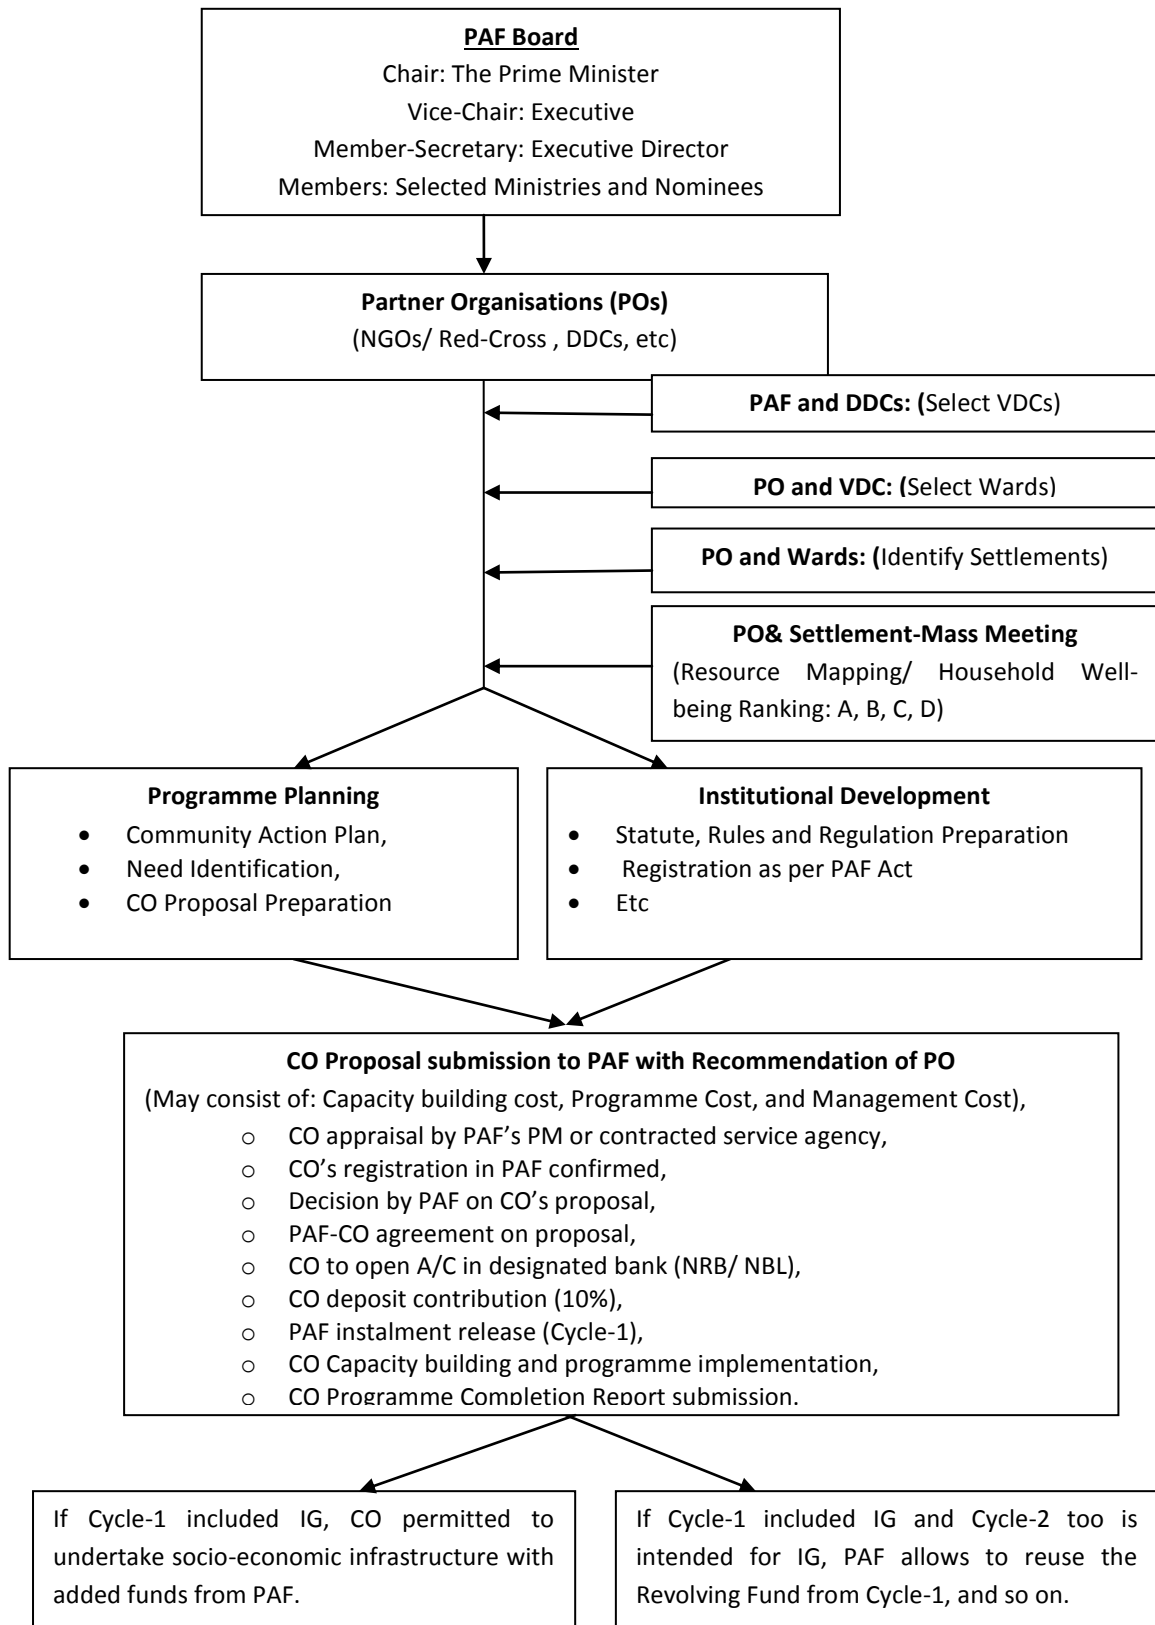 PAF Board
Chair: The Prime Minister
Vice-Chair: Executive
Member-Secretary: Executive Director
Members: Selected Ministries and Nominees
Partner Organisations (POs)
(NGOs/ Red-Cross , DDCs, etc)
PAF and DDCs: (Select VDCs)
PO and VDC: (Select Wards)
PO and Wards: (Identify Settlements)
PO& Settlement-Mass Meeting
(Resource Mapping/ Household Well-
being Ranking: A, B, C, D)
Programme Planning
• Community Action Plan,
• Need Identification,
• CO Proposal Preparation
Institutional Development
• Statute, Rules and Regulation Preparation
• Registration as per PAF Act
• Etc
CO Proposal submission to PAF with Recommendation of PO
(May consist of: Capacity building cost, Programme Cost, and Management Cost),
o CO appraisal by PAF’s PM or contracted service agency,
o CO’s registration in PAF confirmed,
o Decision by PAF on CO’s proposal,
o PAF-CO agreement on proposal,
o CO to open A/C in designated bank (NRB/ NBL),
o CO deposit contribution (10%),
o PAF instalment release (Cycle-1),
o CO Capacity building and programme implementation,
o CO Programme Completion Report submission.
If Cycle-1 included IG, CO permitted to
undertake socio-economic infrastructure with
added funds from PAF.
If Cycle-1 included IG and Cycle-2 too is
intended for IG, PAF allows to reuse the
Revolving Fund from Cycle-1, and so on.